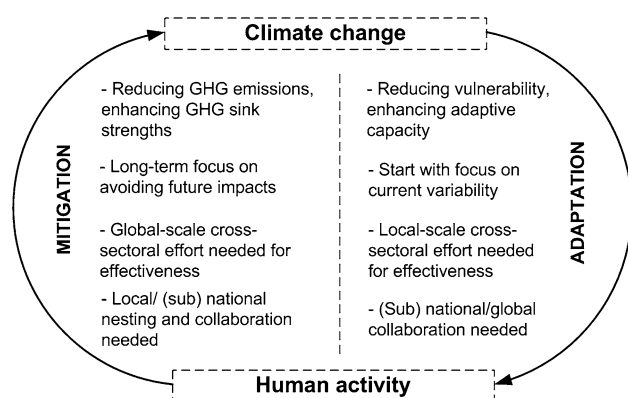 Climate change
MITIGATION
- Reducing GHG emissions,
enhancing GHG sink
strengths
- Long-term focus on
avoiding future impacts
- Global-scale cross-
sectoral effort needed for
effectiveness
- Local/ (sub) national
nesting and collaboration
needed
- Reducing vulnerability,
enhancing adaptive
capacity
- Start with focus on
current variability
- Local-scale cross-
sectoral effort needed
for effectiveness
- (Sub) national/global
collaboration needed
ADAPTATION
Human activity